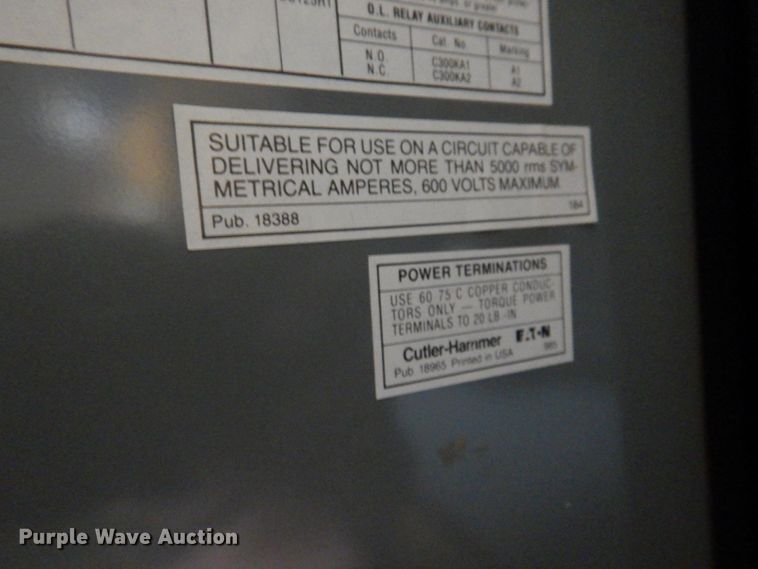 O.L. RELAY AUXILIARY CONTACTS
Contacts Cat. No. Marking
N.O. C300KA1 A1
N.C. C300KA2 A2
SUITABLE FOR USE ON A CIRCUIT CAPABLE OF
DELIVERING NOT MORE THAN 5000 rms SYM-
METRICAL AMPERES, 600 VOLTS MAXIMUM
Pub. 18388 184
POWER TERMINATIONS
USE 60 75°C COPPER CONDUC-
TORS ONLY — TORQUE POWER
TERMINALS TO 20 LB-IN
Cutler-Hammer E.T.N
Pub 18965 Printed in USA 985
Purple Wave Auction